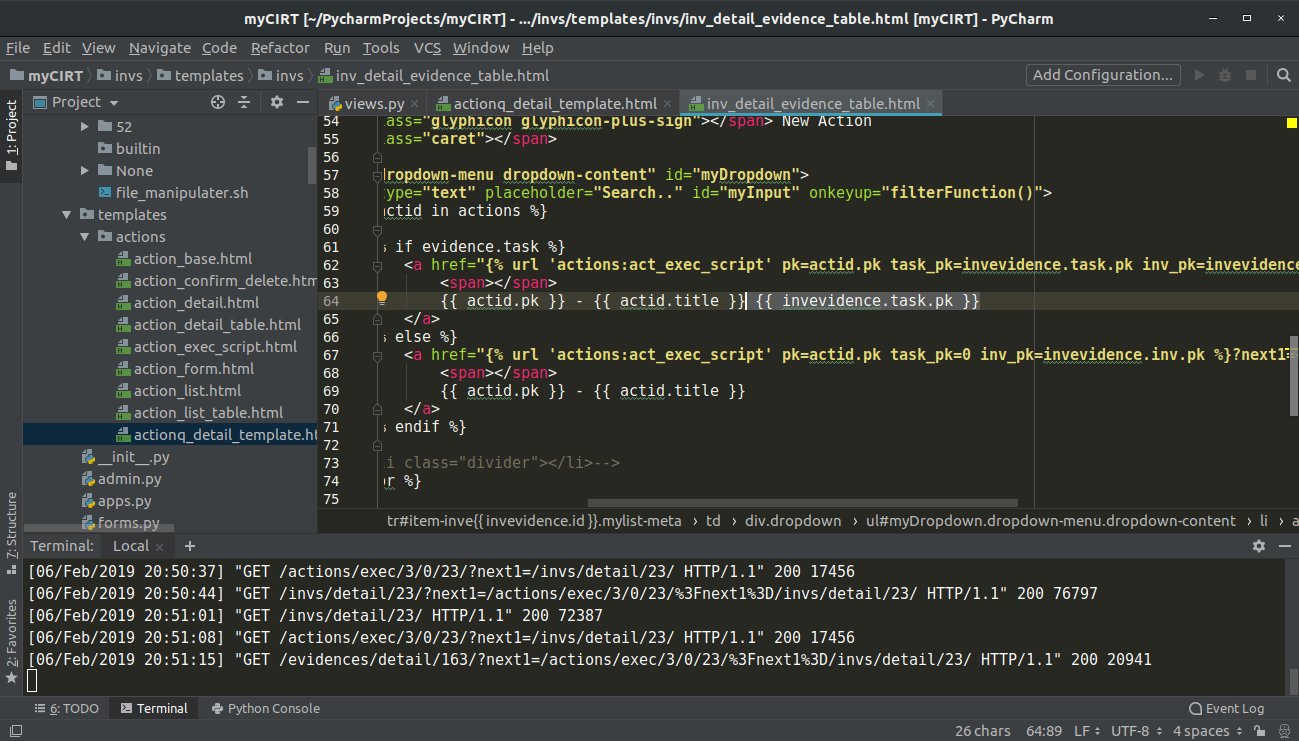 myCIRT [~/PycharmProjects/myCIRT] - .../invs/templates/invs/inv_detail_evidence_table.html [myCIRT] - PyCharm
File Edit View Navigate Code Refactor Run Tools VCS Window Help
myCIRT invs templates invs inv_detail_evidence_table.html Add Configuration...
1: Project
7: Structure
2: Favorites
Project
52
builtin
None
file_manipulater.sh
templates
actions
action_base.html
action_confirm_delete.htm
action_detail.html
action_detail_table.html
action_exec_script.html
action_form.html
action_list.html
action_list_table.html
actionq_detail_template.ht
__init__.py
admin.py
apps.py
forms.py
views.py actionq_detail_template.html inv_detail_evidence_table.html
54 ass="glyphicon glyphicon-plus-sign"></span> New Action
55 ass="caret"></span>
56
57 dropdown-menu dropdown-content" id="myDropdown">
58 ype="text" placeholder="Search.." id="myInput" onkeyup="filterFunction()">
59 actid in actions %}
60
61 if evidence.task %}
62 <a href="{% url 'actions:act_exec_script' pk=actid.pk task_pk=invevidence.task.pk inv_pk=invevidence
63 <span></span>
64 {{ actid.pk }} - {{ actid.title }} {{ invevidence.task.pk }}
65 </a>
66 else %}
67 <a href="{% url 'actions:act_exec_script' pk=actid.pk task_pk=0 inv_pk=invevidence.inv.pk %}?next1=
68 <span></span>
69 {{ actid.pk }} - {{ actid.title }}
70 </a>
71 endif %}
72
73 i class="divider"></li>-->
74 or %}
75
tr#item-inve{{ invevidence.id }}.mylist-meta › td › div.dropdown › ul#myDropdown.dropdown-menu.dropdown-content › li › a
Terminal: Local +
[06/Feb/2019 20:50:37] "GET /actions/exec/3/0/23/?next1=/invs/detail/23/ HTTP/1.1" 200 17456
[06/Feb/2019 20:50:44] "GET /invs/detail/23/?next1=/actions/exec/3/0/23/%3Fnext1%3D/invs/detail/23/ HTTP/1.1" 200 76797
[06/Feb/2019 20:51:01] "GET /invs/detail/23/ HTTP/1.1" 200 72387
[06/Feb/2019 20:51:08] "GET /actions/exec/3/0/23/?next1=/invs/detail/23/ HTTP/1.1" 200 17456
[06/Feb/2019 20:51:15] "GET /evidences/detail/163/?next1=/actions/exec/3/0/23/%3Fnext1%3D/invs/detail/23/ HTTP/1.1" 200 20941
6: TODO Terminal Python Console Event Log
26 chars 64:89 LF UTF-8 4 spaces